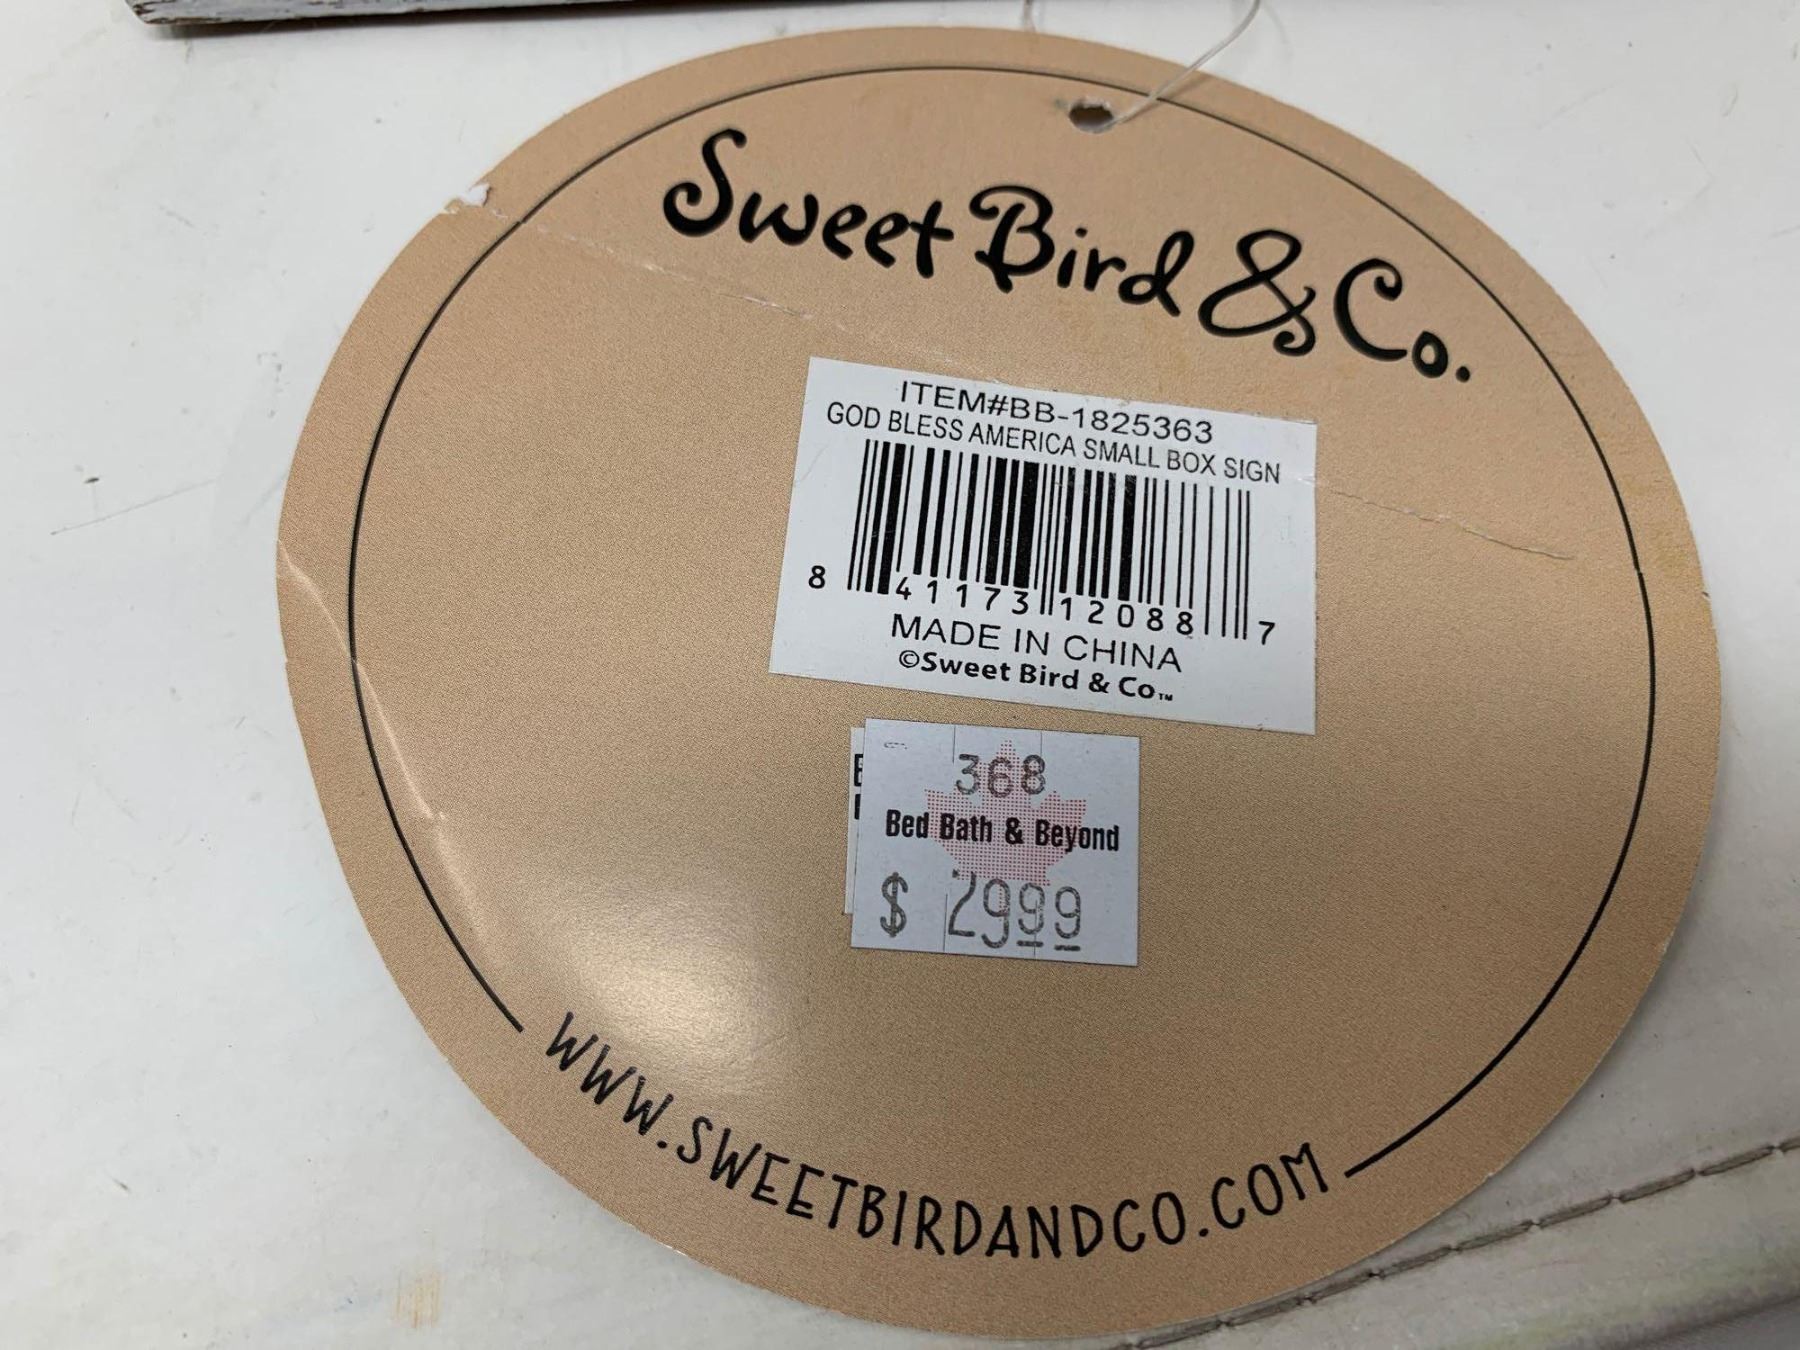 Sweet Bird & Co.
ITEM#BB-1825363
GOD BLESS AMERICA SMALL BOX SIGN
8 41173 12088 7
MADE IN CHINA
©Sweet Bird & Co™
368
Bed Bath & Beyond
$ 2999
WWW.SWEETBIRDANDCO.COM